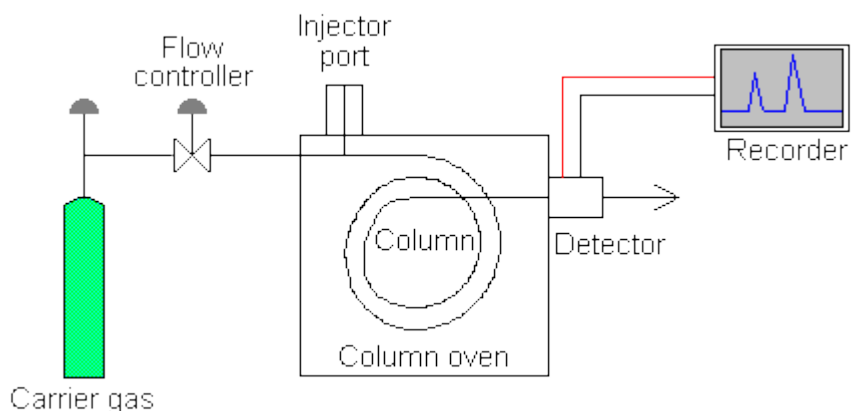 Injector
port
Flow
controller
Recorder
Column
Detector
Column oven
Carrier gas